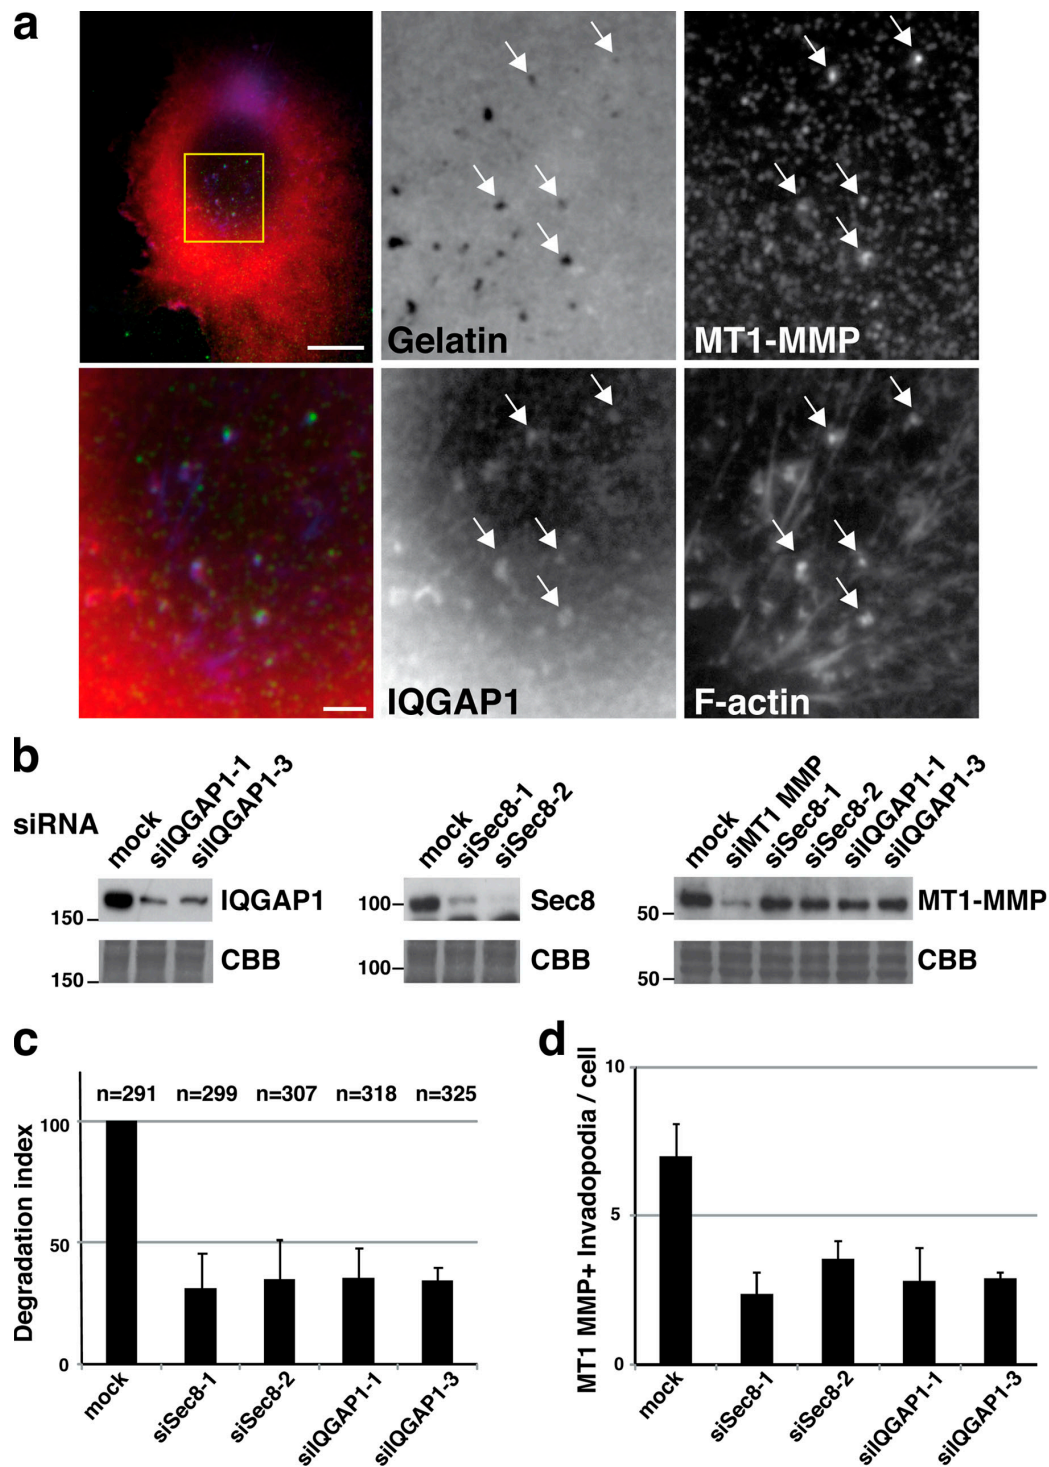 a
Gelatin
MT1-MMP
IQGAP1
F-actin
b
siRNA
mock
siIQGAP1-1
siIQGAP1-3
mock
siSec8-1
siSec8-2
mock
siMT1 MMP
siSec8-1
siSec8-2
siIQGAP1-1
siIQGAP1-3
150
IQGAP1
100
Sec8
50
MT1-MMP
150
CBB
100
CBB
50
CBB
c
n=291 n=299 n=307 n=318 n=325
Degradation index
100
50
0
mock
siSec8-1
siSec8-2
siIQGAP1-1
siIQGAP1-3
d
MT1 MMP+ Invadopodia / cell
10
5
0
mock
siSec8-1
siSec8-2
siIQGAP1-1
siIQGAP1-3